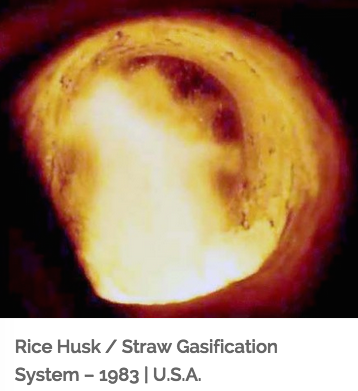 Rice Husk / Straw Gasification
System – 1983 | U.S.A.